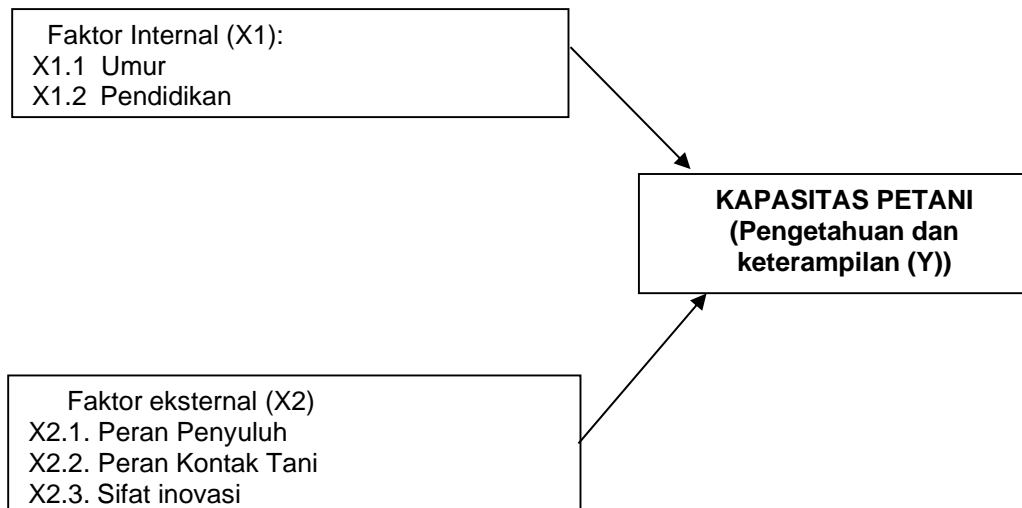 Faktor Internal (X1):
X1.1 Umur
X1.2 Pendidikan
KAPASITAS PETANI
(Pengetahuan dan
keterampilan (Y))
Faktor eksternal (X2)
X2.1. Peran Penyuluh
X2.2. Peran Kontak Tani
X2.3. Sifat inovasi